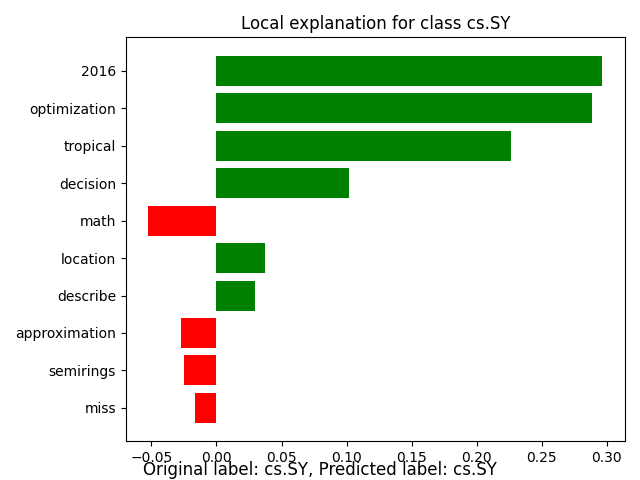 Local explanation for class cs.SY
2016
optimization
tropical
decision
math
location
describe
approximation
semirings
miss
−0.05 0.00 0.05 0.10 0.15 0.20 0.25 0.30
Original label: cs.SY, Predicted label: cs.SY